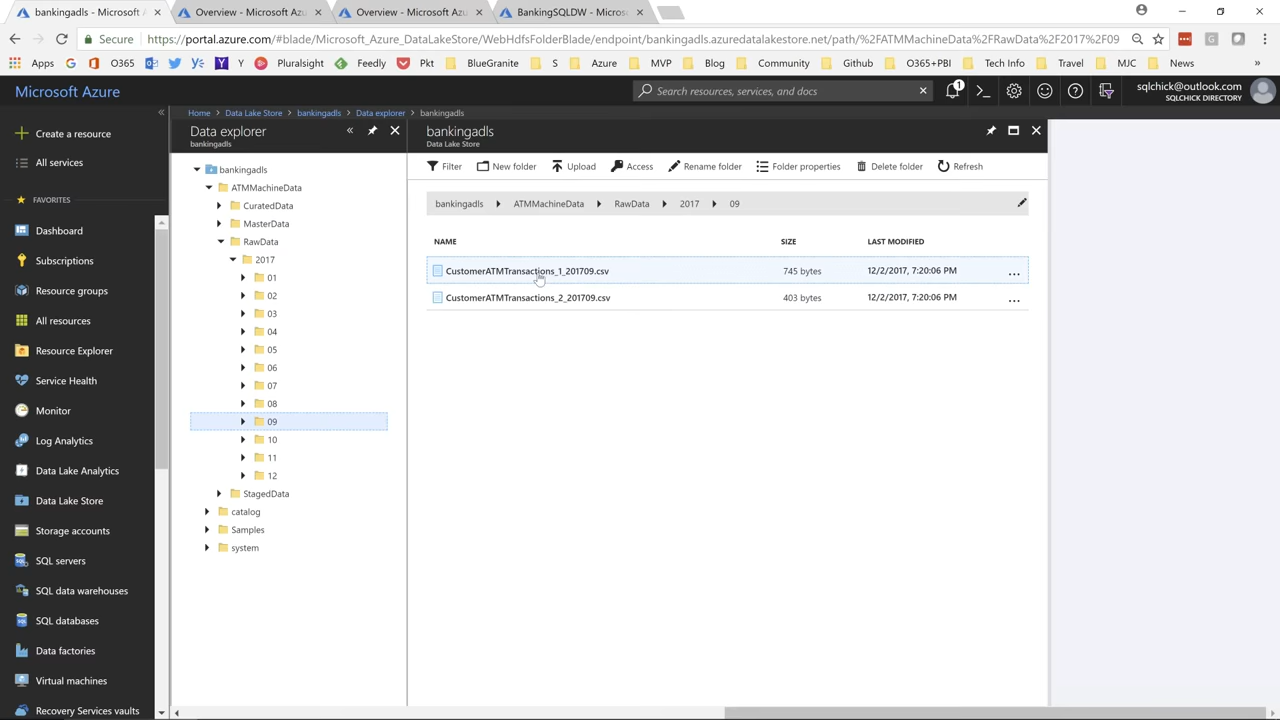 bankingadls - Microsoft A
Overview - Microsoft Azu
Overview - Microsoft Azu
BankingSQLDW - Micros
Secure
https://portal.azure.com/#blade/Microsoft_Azure_DataLakeStore/WebHdfsFolderBlade/endpoint/bankingadls.azuredatalakestore.net/path/%2FATMMachineData%2FRawData%2F2017%2F09
Apps
O365
Y
Pluralsight
Feedly
Pkt
BlueGranite
S
Azure
MVP
Blog
Community
Github
O365+PBI
Tech Info
Travel
MJC
News
»
Microsoft Azure
Search resources, services, and docs
1
sqlchick@outlook.com
SQLCHICK DIRECTORY
Home
Data Lake Store
bankingadls
Data explorer
bankingadls
Create a resource
All services
FAVORITES
Dashboard
Subscriptions
Resource groups
All resources
Resource Explorer
Service Health
Monitor
Log Analytics
Data Lake Analytics
Data Lake Store
Storage accounts
SQL servers
SQL data warehouses
SQL databases
Data factories
Virtual machines
Recovery Services vaults
Data explorer
bankingadls
bankingadls
ATMMachineData
CuratedData
MasterData
RawData
2017
01
02
03
04
05
06
07
08
09
10
11
12
StagedData
catalog
Samples
system
bankingadls
Data Lake Store
Filter
New folder
Upload
Access
Rename folder
Folder properties
Delete folder
Refresh
bankingadls
ATMMachineData
RawData
2017
09
NAME SIZE LAST MODIFIED
CustomerATMTransactions_1_201709.csv 745 bytes 12/2/2017, 7:20:06 PM ...
CustomerATMTransactions_2_201709.csv 403 bytes 12/2/2017, 7:20:06 PM ...